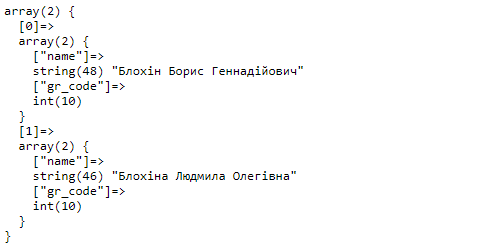 array(2) {
  [0]=>
  array(2) {
    ["name"]=>
    string(48) "Блохін Борис Геннадійович"
    ["gr_code"]=>
    int(10)
  }
  [1]=>
  array(2) {
    ["name"]=>
    string(46) "Блохіна Людмила Олегівна"
    ["gr_code"]=>
    int(10)
  }
}